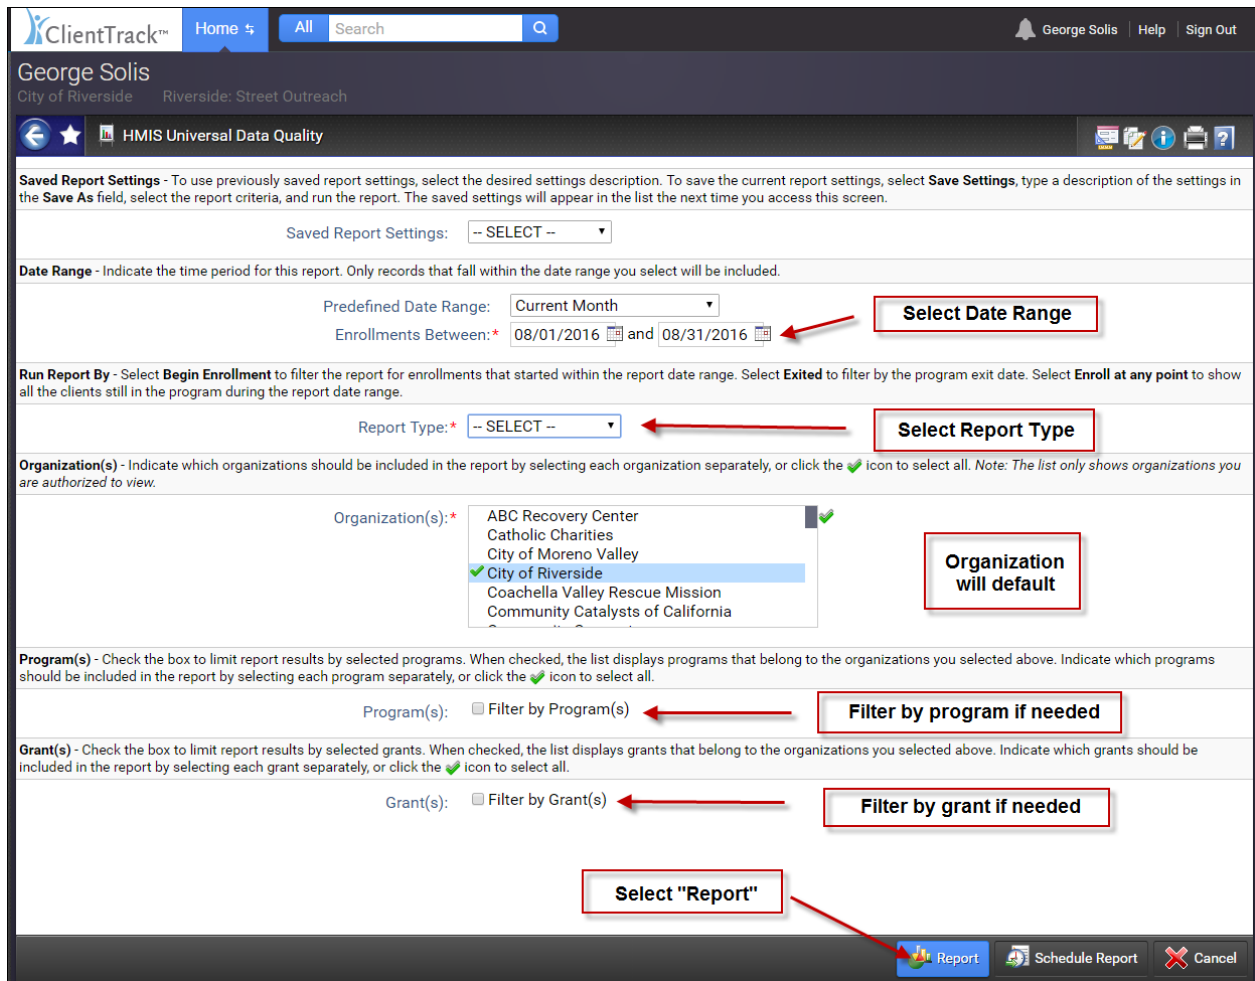 ClientTrack™ Home All Search George Solis Help Sign Out
George Solis
City of Riverside Riverside: Street Outreach
HMIS Universal Data Quality
Saved Report Settings - To use previously saved report settings, select the desired settings description. To save the current report settings, select Save Settings, type a description of the settings in
the Save As field, select the report criteria, and run the report. The saved settings will appear in the list the next time you access this screen.
Saved Report Settings: -- SELECT --
Date Range - Indicate the time period for this report. Only records that fall within the date range you select will be included.
Predefined Date Range: Current Month
Enrollments Between:* 08/01/2016 and 08/31/2016
Select Date Range
Run Report By - Select Begin Enrollment to filter the report for enrollments that started within the report date range. Select Exited to filter by the program exit date. Select Enroll at any point to show
all the clients still in the program during the report date range.
Report Type:* -- SELECT --
Select Report Type
Organization(s) - Indicate which organizations should be included in the report by selecting each organization separately, or click the icon to select all. Note: The list only shows organizations you
are authorized to view.
Organization(s):* ABC Recovery Center
Catholic Charities
City of Moreno Valley
City of Riverside
Coachella Valley Rescue Mission
Community Catalysts of California
Organization
will default
Program(s) - Check the box to limit report results by selected programs. When checked, the list displays programs that belong to the organizations you selected above. Indicate which programs
should be included in the report by selecting each program separately, or click the icon to select all.
Program(s): Filter by Program(s)
Filter by program if needed
Grant(s) - Check the box to limit report results by selected grants. When checked, the list displays grants that belong to the organizations you selected above. Indicate which grants should be
included in the report by selecting each grant separately, or click the icon to select all.
Grant(s): Filter by Grant(s)
Filter by grant if needed
Select "Report"
Report Schedule Report Cancel